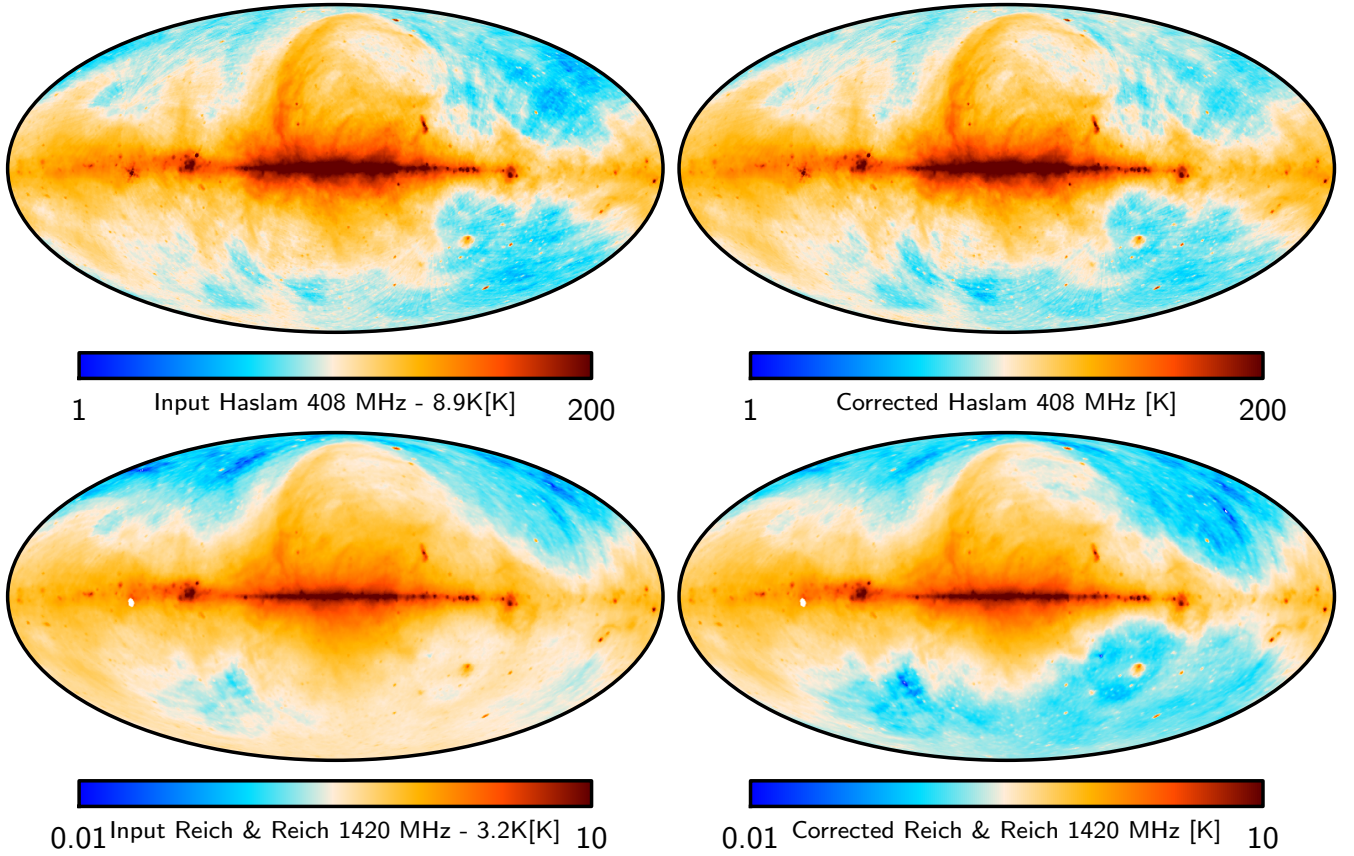 1 Input Haslam 408 MHz - 8.9K[K] 200
1 Corrected Haslam 408 MHz [K] 200
0.01 Input Reich & Reich 1420 MHz - 3.2K[K] 10
0.01 Corrected Reich & Reich 1420 MHz [K] 10